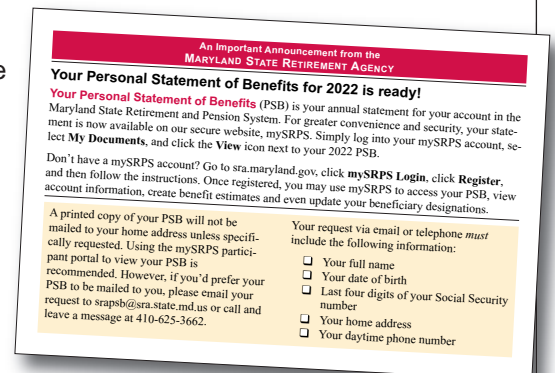 e
An Important Announcement from the
MARYLAND STATE RETIREMENT AGENCY
Your Personal Statement of Benefits for 2022 is ready!
Your Personal Statement of Benefits (PSB) is your annual statement for your account in the
Maryland State Retirement and Pension System. For greater convenience and security, your state-
ment is now available on our secure website, mySRPS. Simply log into your mySRPS account, se-
lect My Documents, and click the View icon next to your 2022 PSB.
Don't have a mySRPS account? Go to sra.maryland.gov, click mySRPS Login, click Register,
and then follow the instructions. Once registered, you may use mySRPS to access your PSB, view
account information, create benefit estimates and even update your beneficiary designations.
A printed copy of your PSB will not be
mailed to your home address unless specifi-
cally requested. Using the mySRPS partici-
pant portal to view your PSB is
recommended. However, if you'd prefer your
PSB to be mailed to you, please email your
request to srapsb@sra.state.md.us or call and
leave a message at 410-625-3662.
Your request via email or telephone must
include the following information:
❑ Your full name
❑ Your date of birth
❑ Last four digits of your Social Security
number
❑ Your home address
❑ Your daytime phone number